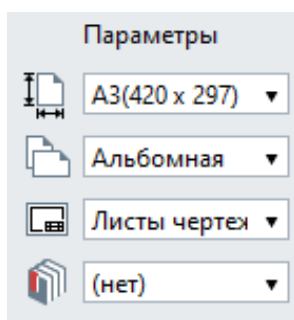 Параметры
А3(420 x 297)
Альбомная
Листы чертеж
(нет)